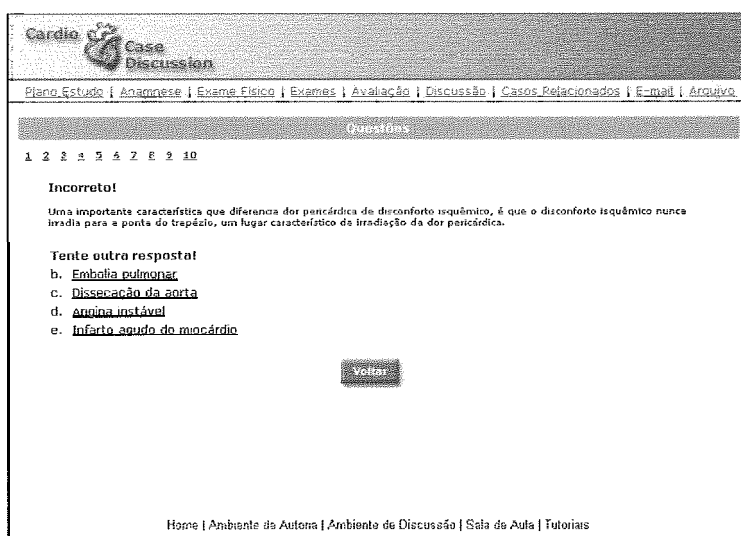 Cardio
Case
Discussion
Plano Estudo | Anamnese | Exame Físico | Exames | Avaliação | Discussão | Casos Relacionados | E-mail | Arquivo
Questões
1 2 3 4 5 6 7 8 9 10
Incorreto!
Uma importante característica que diferencia dor pericárdica de disconforto isquêmico, é que o disconforto isquêmico nunca
irradia para a ponta do trapézio, um lugar característico de irradiação da dor pericárdica.
Tente outra resposta!
b. Embolia pulmonar
c. Dissecação da aorta
d. Angina instável
e. Infarto agudo do miocárdio
Voltar
Home | Ambiente de Autoria | Ambiente de Discussão | Sala de Aula | Tutoriais